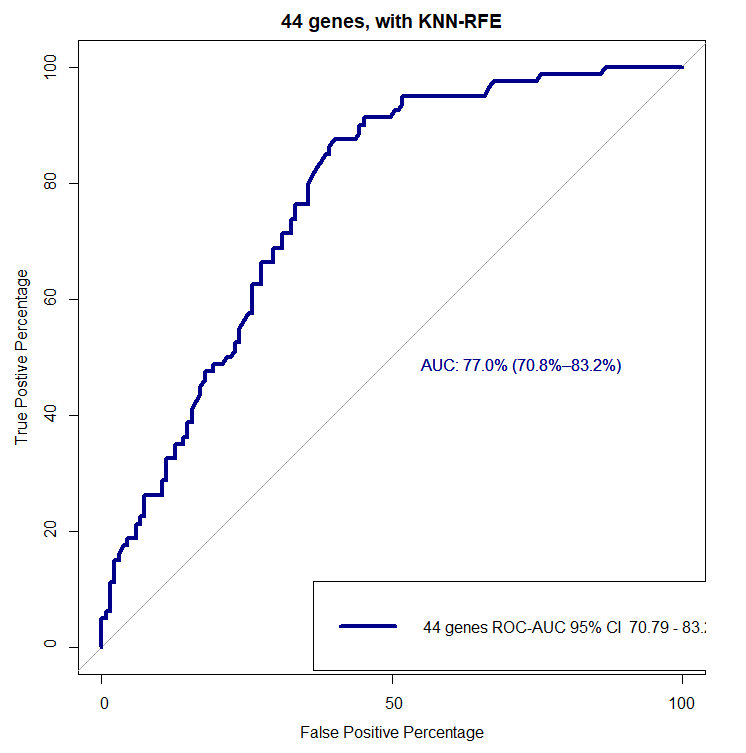 44 genes, with KNN-RFE
100
80
60
40
20
0
True Postive Percentage
AUC: 77.0% (70.8%–83.2%)
44 genes ROC-AUC 95% CI 70.79 - 83.2
0
50
100
False Positive Percentage